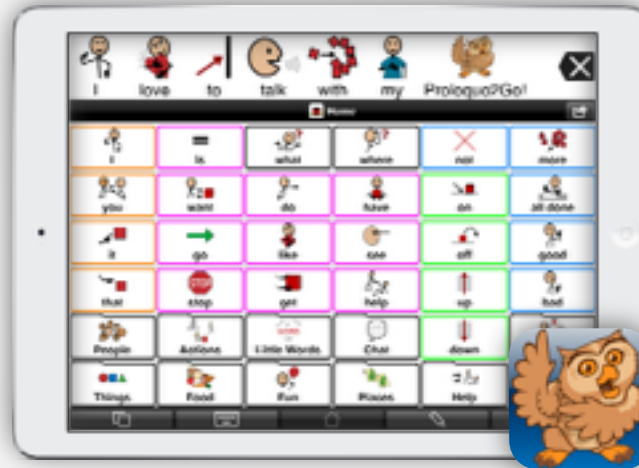 I love to talk with my Proloquo2Go!
Home
I is what where not more
you want do have on all done
it go like see off good
that stop get help up bad
STOP
People Actions Little Words Chat down
Things Food Fun Places Help